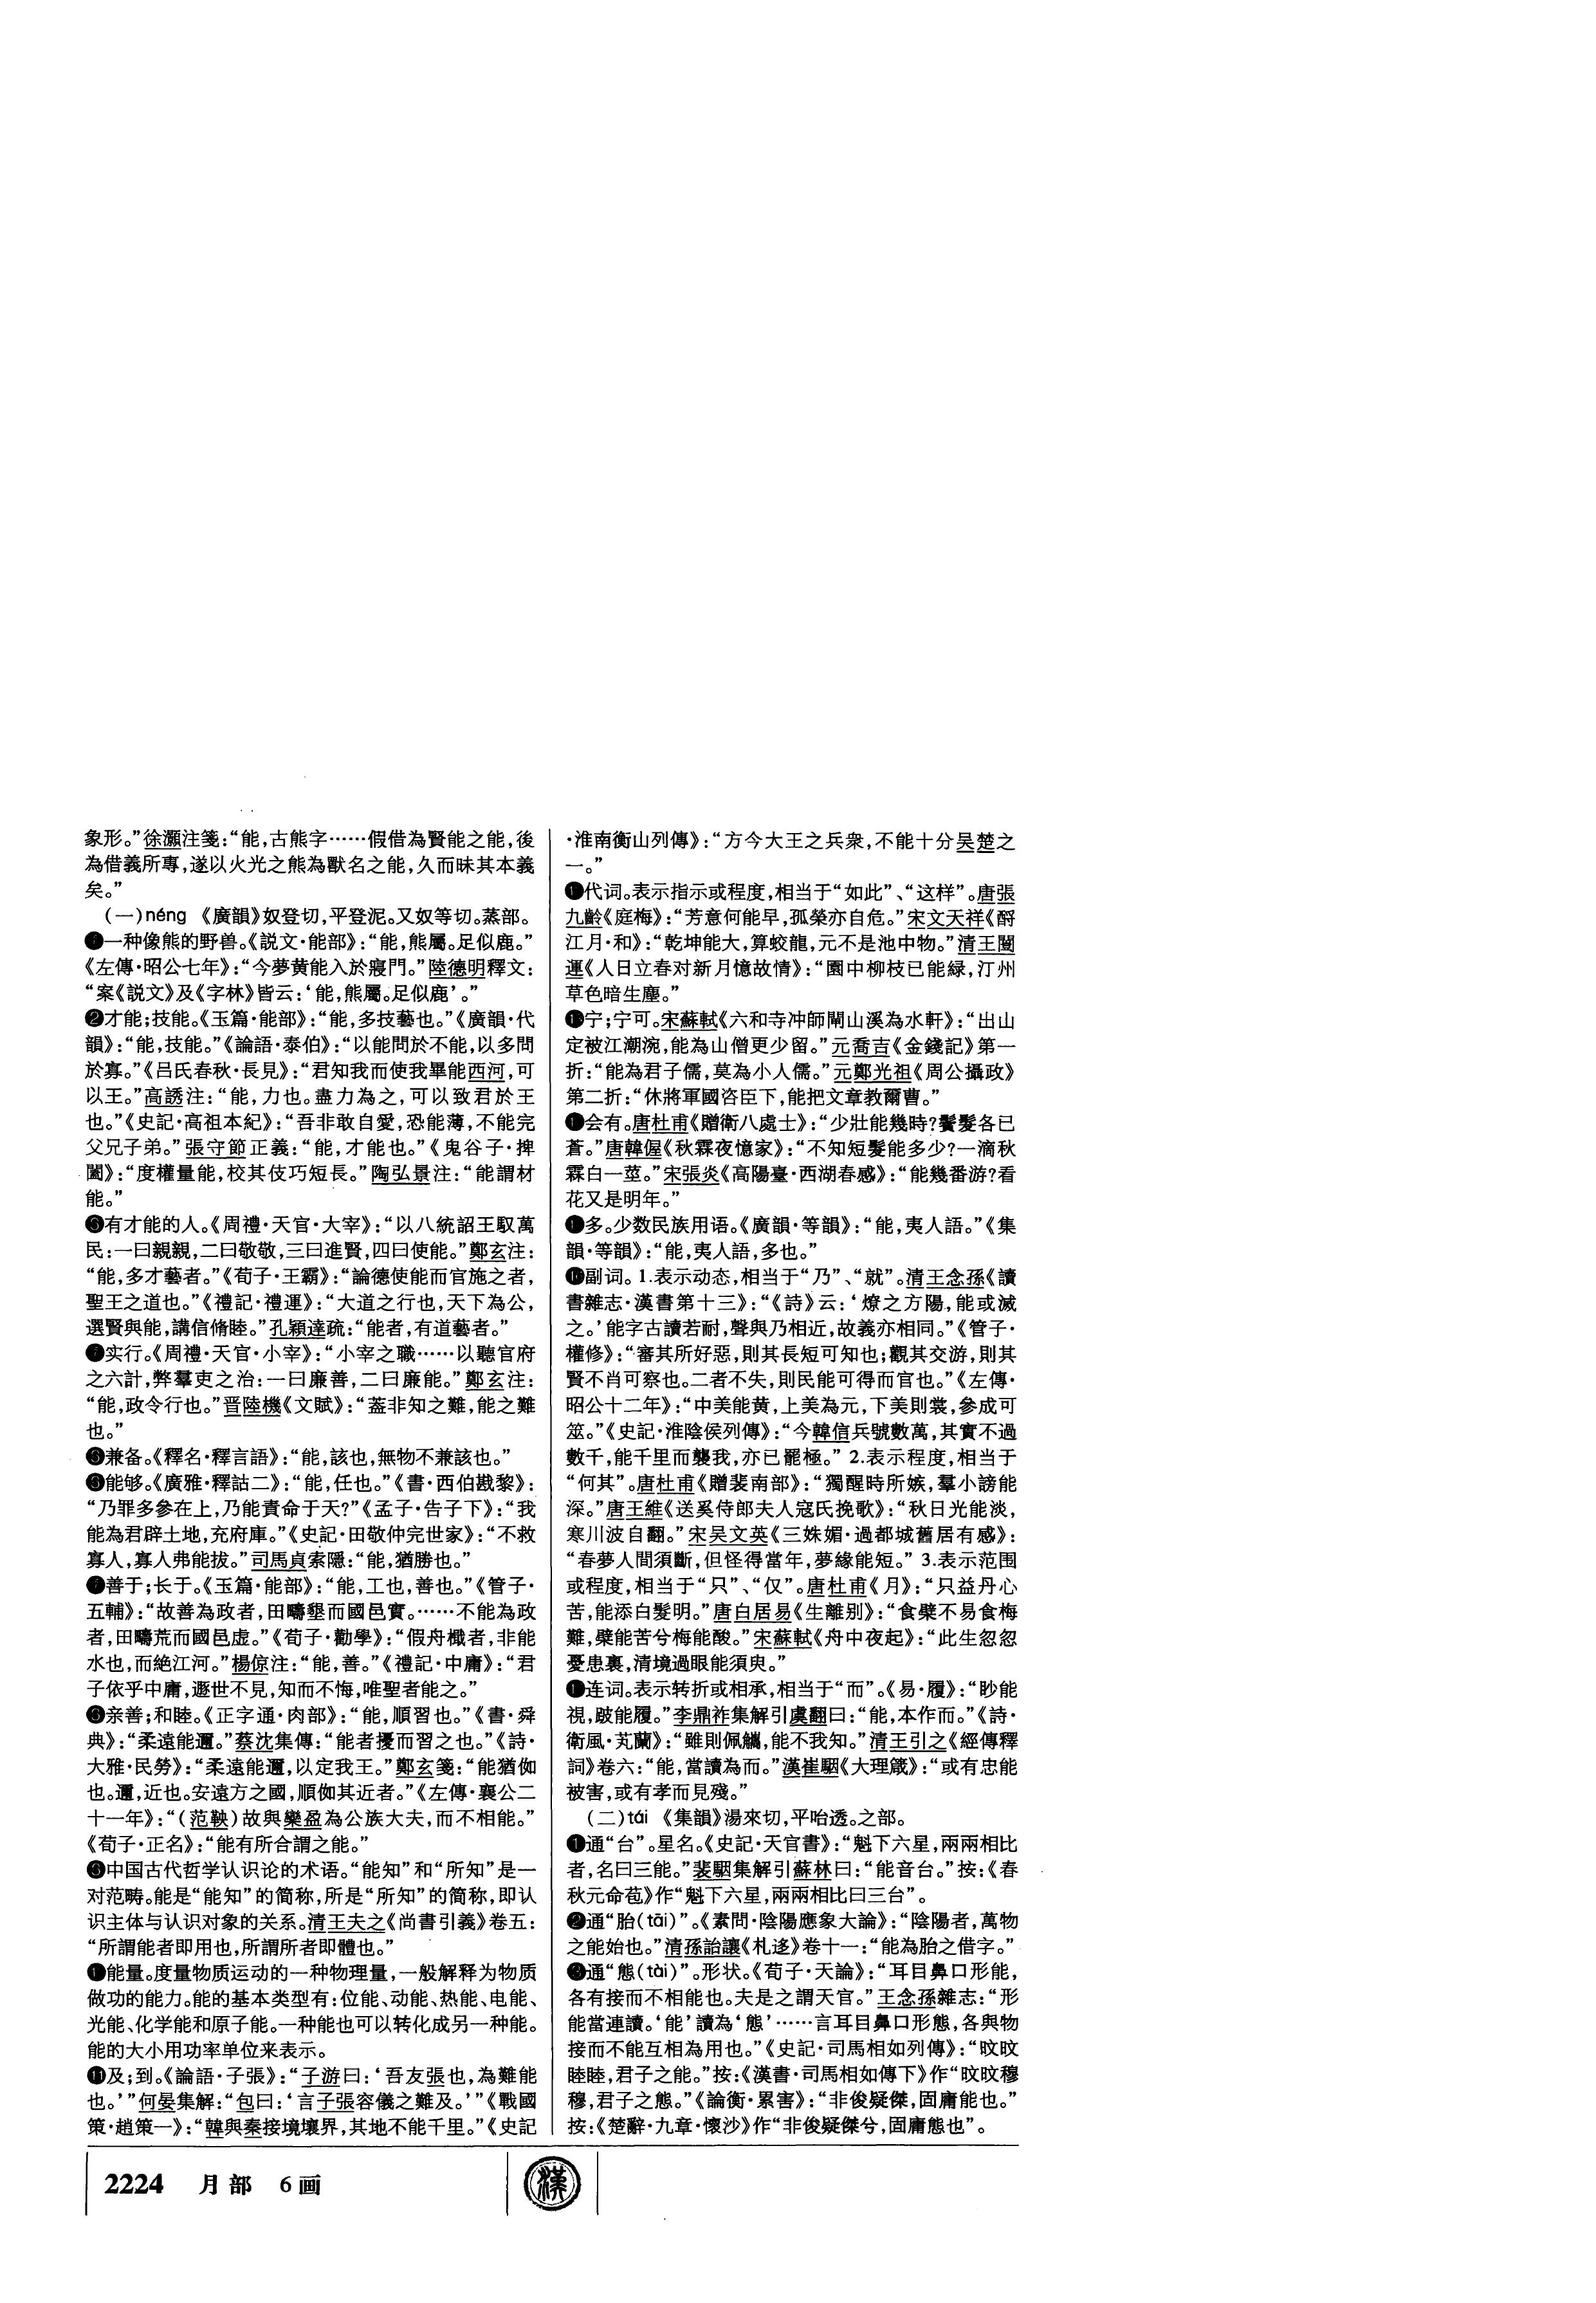 象形。”徐灝注箋：“能，古熊字……假借為賢能之能，後
為借義所專，遂以火光之熊為獸名之能，久而昧其本義
矣。”
（一）néng 《廣韻》奴登切，平登泥。又奴等切。蒸部。
❶一种像熊的野兽。《説文·能部》：“能，熊屬。足似鹿。”
《左傳·昭公七年》：“今夢黄能入於寢門。”陸德明釋文：
“案《説文》及《字林》皆云：‘能，熊屬。足似鹿’。”
❷才能；技能。《玉篇·能部》：“能，多技藝也。”《廣韻·代
韻》：“能，技能。”《論語·泰伯》：“以能問於不能，以多問
於寡。”《吕氏春秋·長見》：“君知我而使我畢能西河，可
以王。”高誘注：“能，力也。盡力為之，可以致君於王
也。”《史記·高祖本紀》：“吾非敢自愛，恐能薄，不能完
父兄子弟。”張守節正義：“能，才能也。”《鬼谷子·捭
闔》：“度權量能，校其伎巧短長。”陶弘景注：“能謂材
能。”
❸有才能的人。《周禮·天官·大宰》：“以八統詔王馭萬
民：一曰親親，二曰敬敬，三曰進賢，四曰使能。”鄭玄注：
“能，多才藝者。”《荀子·王霸》：“論德使能而官施之者，
聖王之道也。”《禮記·禮運》：“大道之行也，天下為公，
選賢與能，講信脩睦。”孔穎達疏：“能者，有道藝者。”
❹实行。《周禮·天官·小宰》：“小宰之職……以聽官府
之六計，弊羣吏之治：一曰廉善，二曰廉能。”鄭玄注：
“能，政令行也。”晋陸機《文賦》：“蓋非知之難，能之難
也。”
❺兼备。《釋名·釋言語》：“能，該也，無物不兼該也。”
❻能够。《廣雅·釋詁二》：“能，任也。”《書·西伯戡黎》：
“乃罪多參在上，乃能責命于天？”《孟子·告子下》：“我
能為君辟土地，充府庫。”《史記·田敬仲完世家》：“不救
寡人，寡人弗能拔。”司馬貞索隱：“能，猶勝也。”
❼善于；长于。《玉篇·能部》：“能，工也，善也。”《管子·
五輔》：“故善為政者，田疇墾而國邑實。……不能為政
者，田疇荒而國邑虚。”《荀子·勸學》：“假舟檝者，非能
水也，而絶江河。”楊倞注：“能，善。”《禮記·中庸》：“君
子依乎中庸，遯世不見，知而不悔，唯聖者能之。”
❽亲善；和睦。《正字通·肉部》：“能，順習也。”《書·舜
典》：“柔遠能邇。”蔡沈集傳：“能者擾而習之也。”《詩·
大雅·民勞》：“柔遠能邇，以定我王。”鄭玄箋：“能猶伽
也。邇，近也。安遠方之國，順伽其近者。”《左傳·襄公二
十一年》：“（范鞅）故與欒盈為公族大夫，而不相能。”
《荀子·正名》：“能有所合謂之能。”
❾中国古代哲学认识论的术语。“能知”和“所知”是一
对范畴。能是“能知”的简称，所是“所知”的简称，即认
识主体与认识对象的关系。清王夫之《尚書引義》卷五：
“所謂能者即用也，所謂所者即體也。”
❿能量。度量物质运动的一种物理量，一般解释为物质
做功的能力。能的基本类型有：位能、动能、热能、电能、
光能、化学能和原子能。一种能也可以转化成另一种能。
能的大小用功率单位来表示。
⓫及；到。《論語·子張》：“子游曰：‘吾友張也，為難能
也。’”何晏集解：“包曰：‘言子張容儀之難及。’”《戰國
策·趙策一》：“韓與秦接境壤界，其地不能千里。”《史記
·淮南衡山列傳》：“方今大王之兵衆，不能十分吴楚之
一。”
⓬代词。表示指示或程度，相当于“如此”、“这样”。唐張
九齡《庭梅》：“芳意何能早，孤榮亦自危。”宋文天祥《酹
江月·和》：“乾坤能大，算蛟龍，元不是池中物。”清王闓
運《人日立春对新月憶故情》：“園中柳枝已能緑，汀州
草色暗生塵。”
⓭宁；宁可。宋蘇軾《六和寺冲師閘山溪為水軒》：“出山
定被江潮涴，能為山僧更少留。”元喬吉《金錢記》第一
折：“能為君子儒，莫為小人儒。”元鄭光祖《周公攝政》
第二折：“休將軍國咨臣下，能把文章教爾曹。”
⓮会有。唐杜甫《贈衛八處士》：“少壯能幾時？鬢髮各已
蒼。”唐韓偓《秋霖夜憶家》：“不知短髮能多少？一滴秋
霖白一莖。”宋張炎《高陽臺·西湖春感》：“能幾番游？看
花又是明年。”
⓯多。少数民族用语。《廣韻·等韻》：“能，夷人語。”《集
韻·等韻》：“能，夷人語，多也。”
⓰副词。1.表示动态，相当于“乃”、“就”。清王念孫《讀
書雜志·漢書第十三》：“《詩》云：‘燎之方陽，能或滅
之。’能字古讀若耐，聲與乃相近，故義亦相同。”《管子·
權修》：“審其所好惡，則其長短可知也；觀其交游，則其
賢不肖可察也。二者不失，則民能可得而官也。”《左傳·
昭公十二年》：“中美能黄，上美為元，下美則裳，參成可
筮。”《史記·淮陰侯列傳》：“今韓信兵號數萬，其實不過
數千，能千里而襲我，亦已罷極。”2.表示程度，相当于
“何其”。唐杜甫《贈裴南部》：“獨醒時所嫉，羣小謗能
深。”唐王維《送奚侍郎夫人寇氏挽歌》：“秋日光能淡，
寒川波自翻。”宋吴文英《三姝媚·過都城舊居有感》：
“春夢人間須斷，但怪得當年，夢緣能短。”3.表示范围
或程度，相当于“只”、“仅”。唐杜甫《月》：“只益丹心
苦，能添白髮明。”唐白居易《生離别》：“食檗不易食梅
難，檗能苦兮梅能酸。”宋蘇軾《舟中夜起》：“此生忽忽
憂患裏，清境過眼能須臾。”
⓱连词。表示转折或相承，相当于“而”。《易·履》：“眇能
視，跛能履。”李鼎祚集解引虞翻曰：“能，本作而。”《詩·
衛風·芄蘭》：“雖則佩觿，能不我知。”清王引之《經傳釋
詞》卷六：“能，當讀為而。”漢崔駰《大理箴》：“或有忠能
被害，或有孝而見殘。”
（二）tái 《集韻》湯來切，平咍透。之部。
❶通“台”。星名。《史記·天官書》：“魁下六星，兩兩相比
者，名曰三能。”裴駰集解引蘇林曰：“能音台。”按：《春
秋元命苞》作“魁下六星，兩兩相比曰三台”。
❷通“胎（tāi）”。《素問·陰陽應象大論》：“陰陽者，萬物
之能始也。”清孫詒讓《札迻》卷十一：“能為胎之借字。”
❸通“態（tài）”。形状。《荀子·天論》：“耳目鼻口形能，
各有接而不相能也。夫是之謂天官。”王念孫雜志：“形
能當連讀。‘能’讀為‘態’……言耳目鼻口形態，各與物
接而不能互相為用也。”《史記·司馬相如列傳》：“旼旼
睦睦，君子之能。”按：《漢書·司馬相如傳下》作“旼旼穆
穆，君子之態。”《論衡·累害》：“非俊疑傑，固庸能也。”
按：《楚辭·九章·懷沙》作“非俊疑傑兮，固庸態也”。
2224 月部 6画
漢